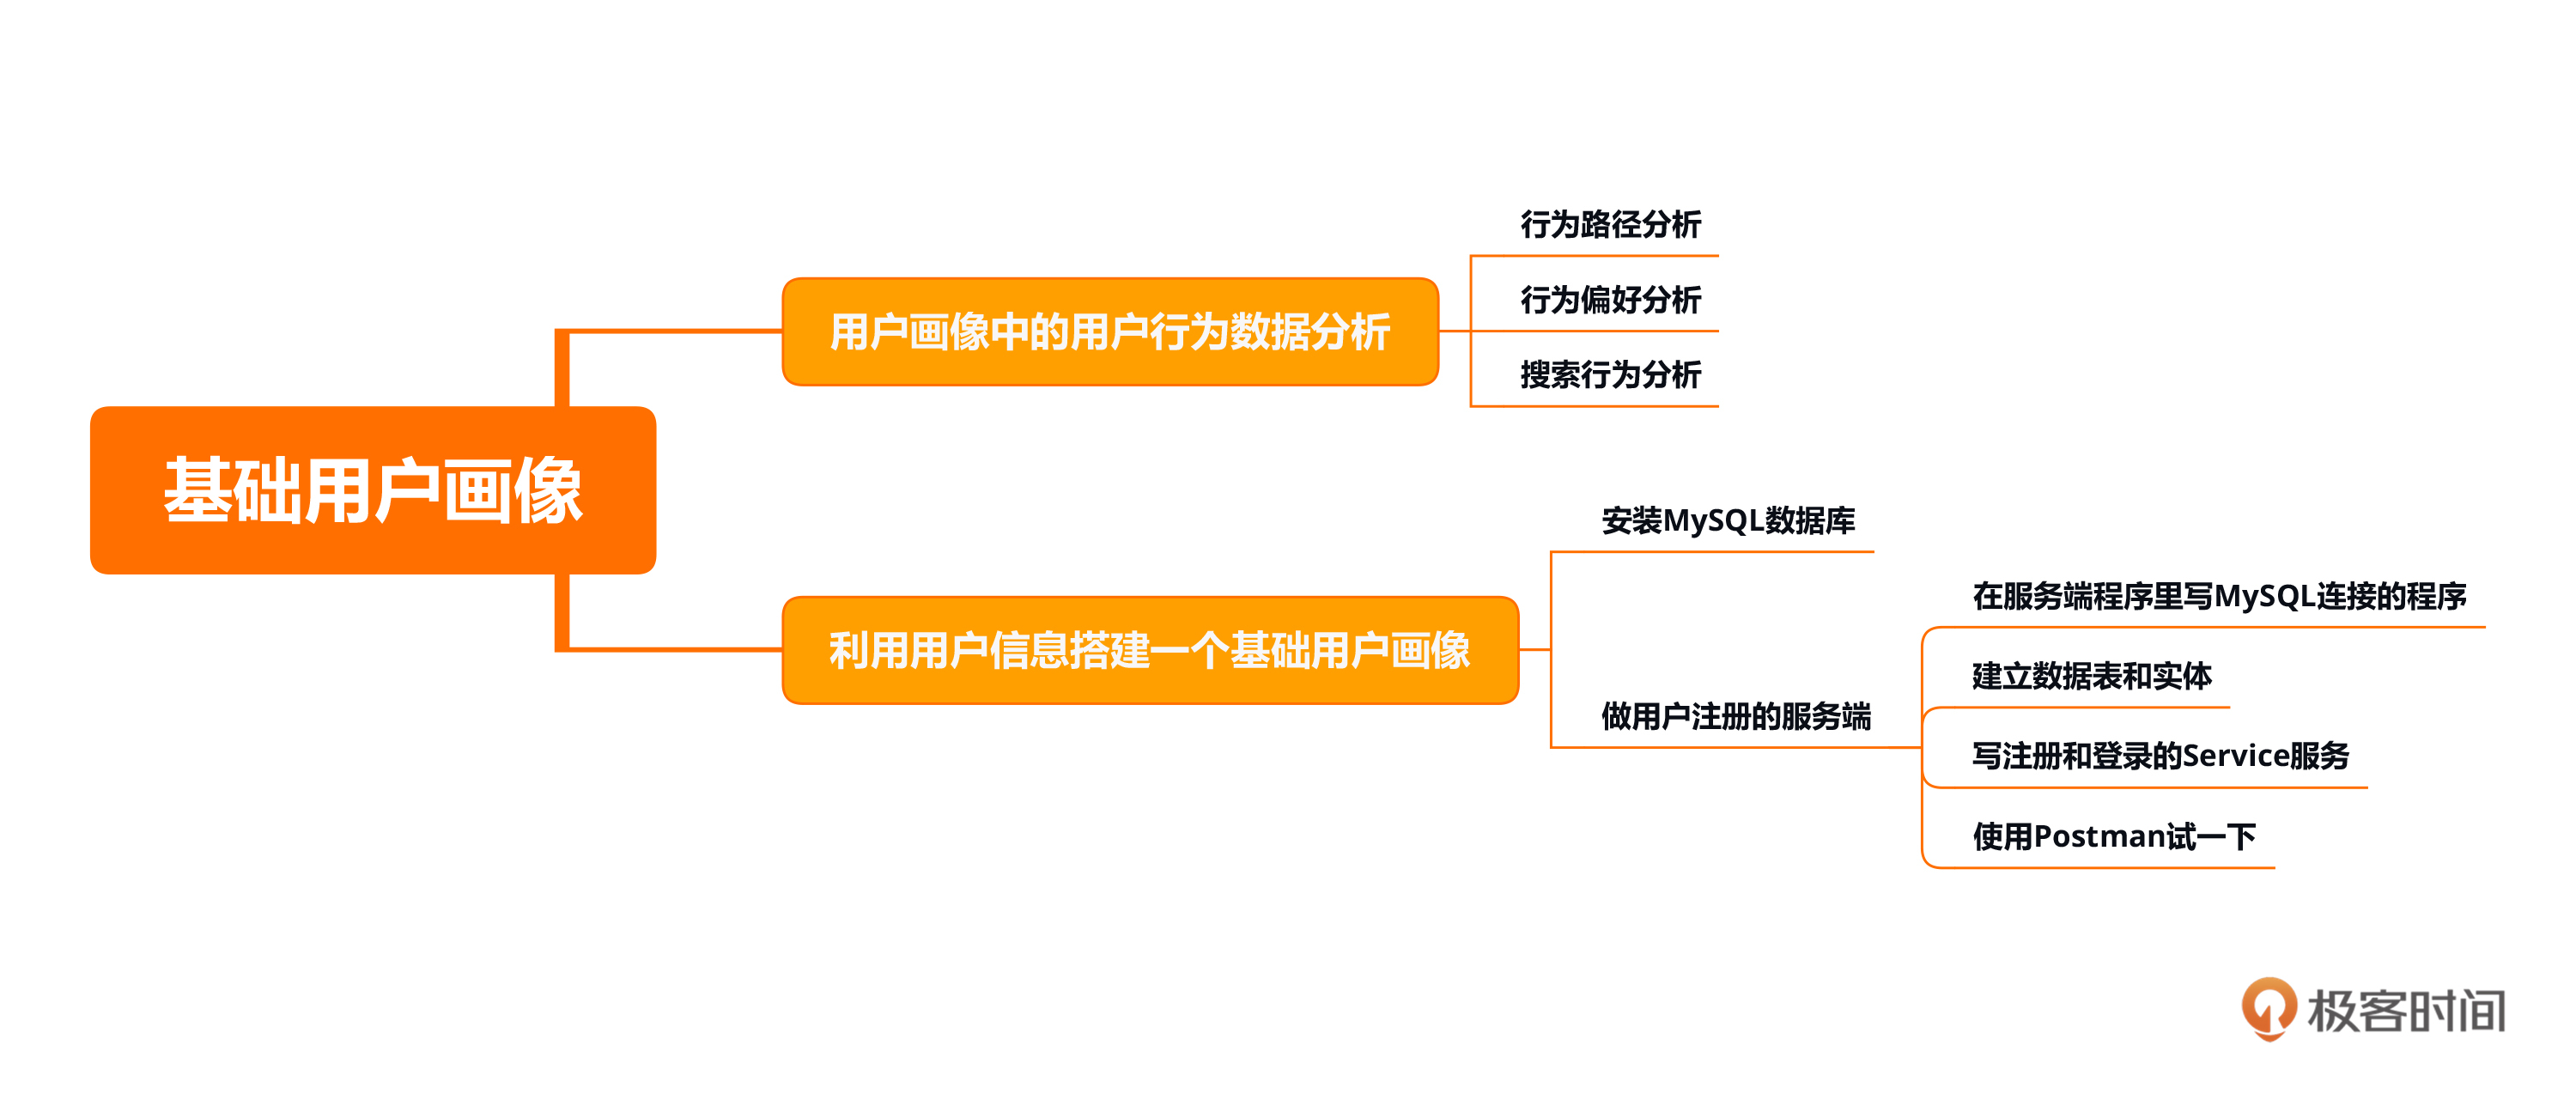 基础用户画像
用户画像中的用户行为数据分析
行为路径分析
行为偏好分析
搜索行为分析
利用用户信息搭建一个基础用户画像
安装MySQL数据库
做用户注册的服务端
在服务端程序里写MySQL连接的程序
建立数据表和实体
写注册和登录的Service服务
使用Postman试一下
极客时间